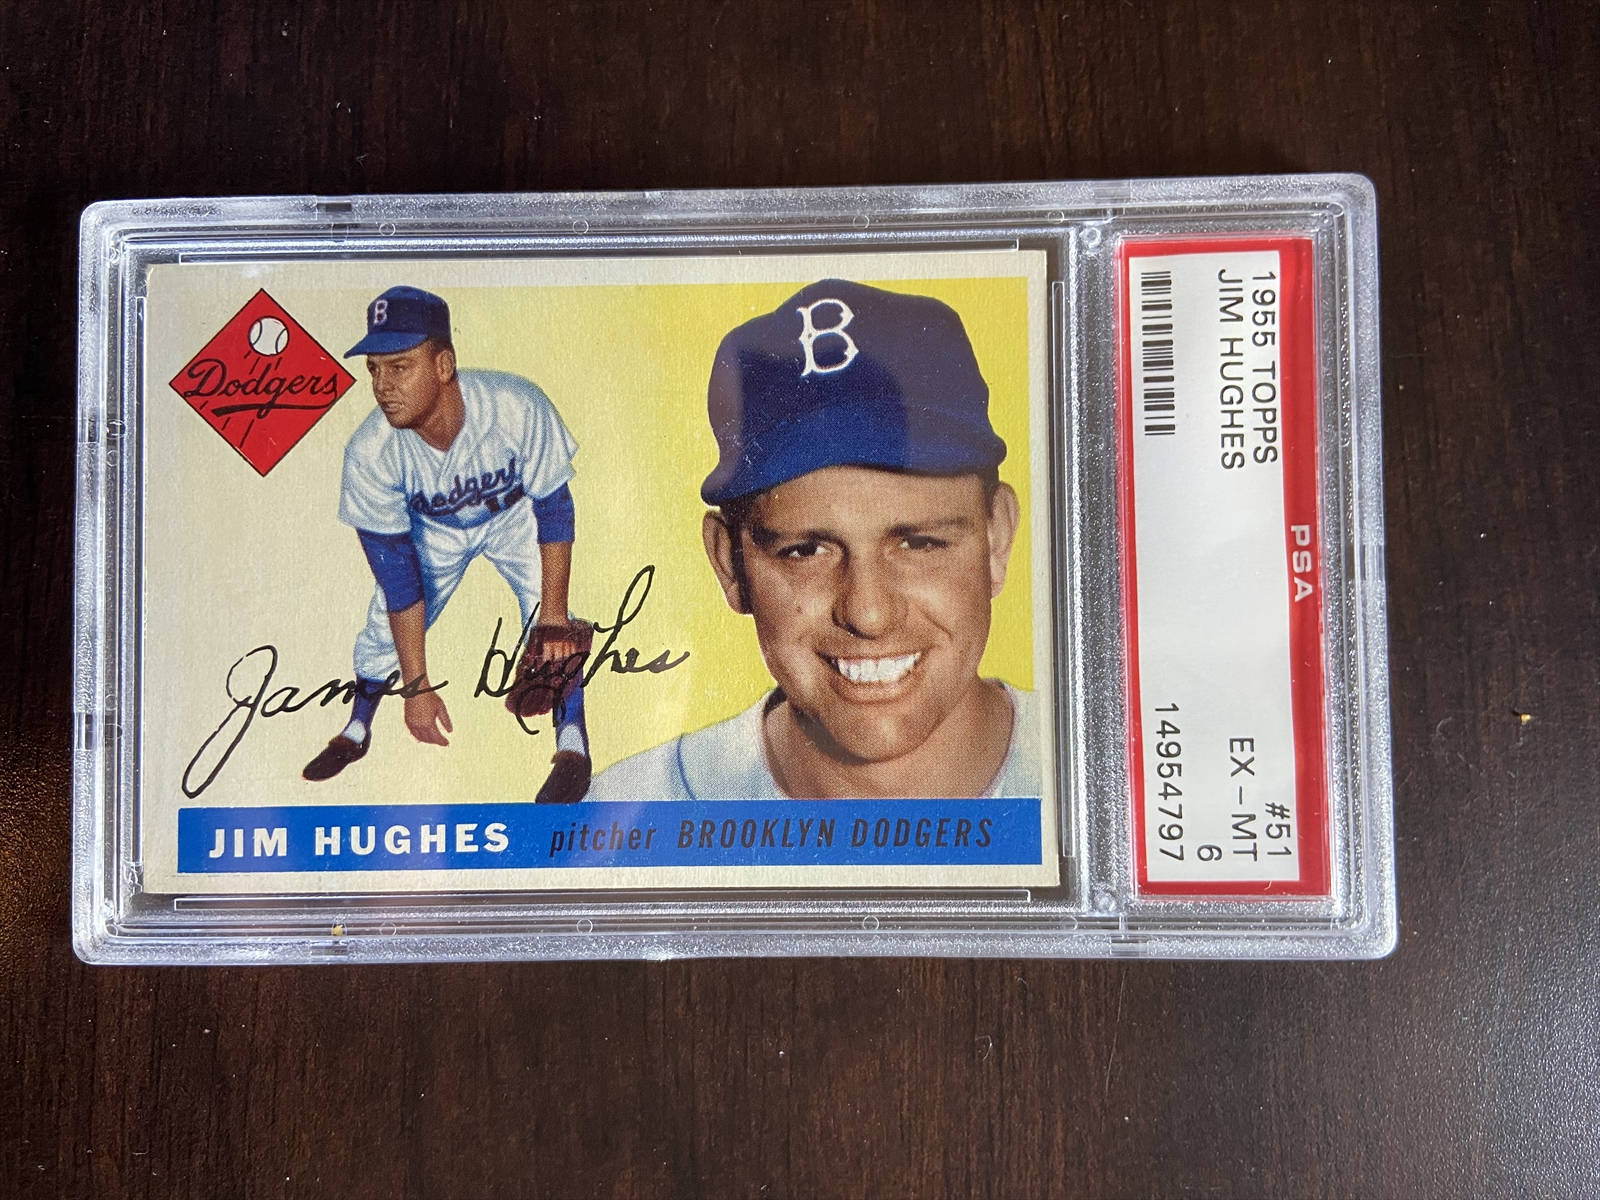 Dodgers
B
B
Dodgers
James Hughes
JIM HUGHES pitcher BROOKLYN DODGERS
1955 TOPPS #51
JIM HUGHES EX-MT
6
14954797
PSA